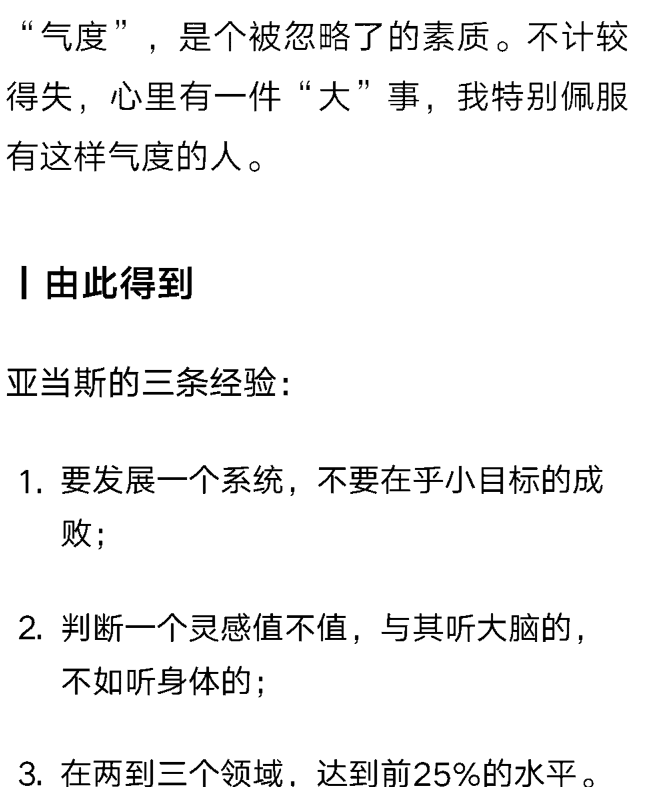 “气度”，是个被忽略了的素质。不计较
得失，心里有一件“大”事，我特别佩服
有这样气度的人。
| 由此得到
亚当斯的三条经验：
1. 要发展一个系统，不要在乎小目标的成
败；
2. 判断一个灵感值不值，与其听大脑的，
不如听身体的；
3. 在两到三个领域，达到前25%的水平。